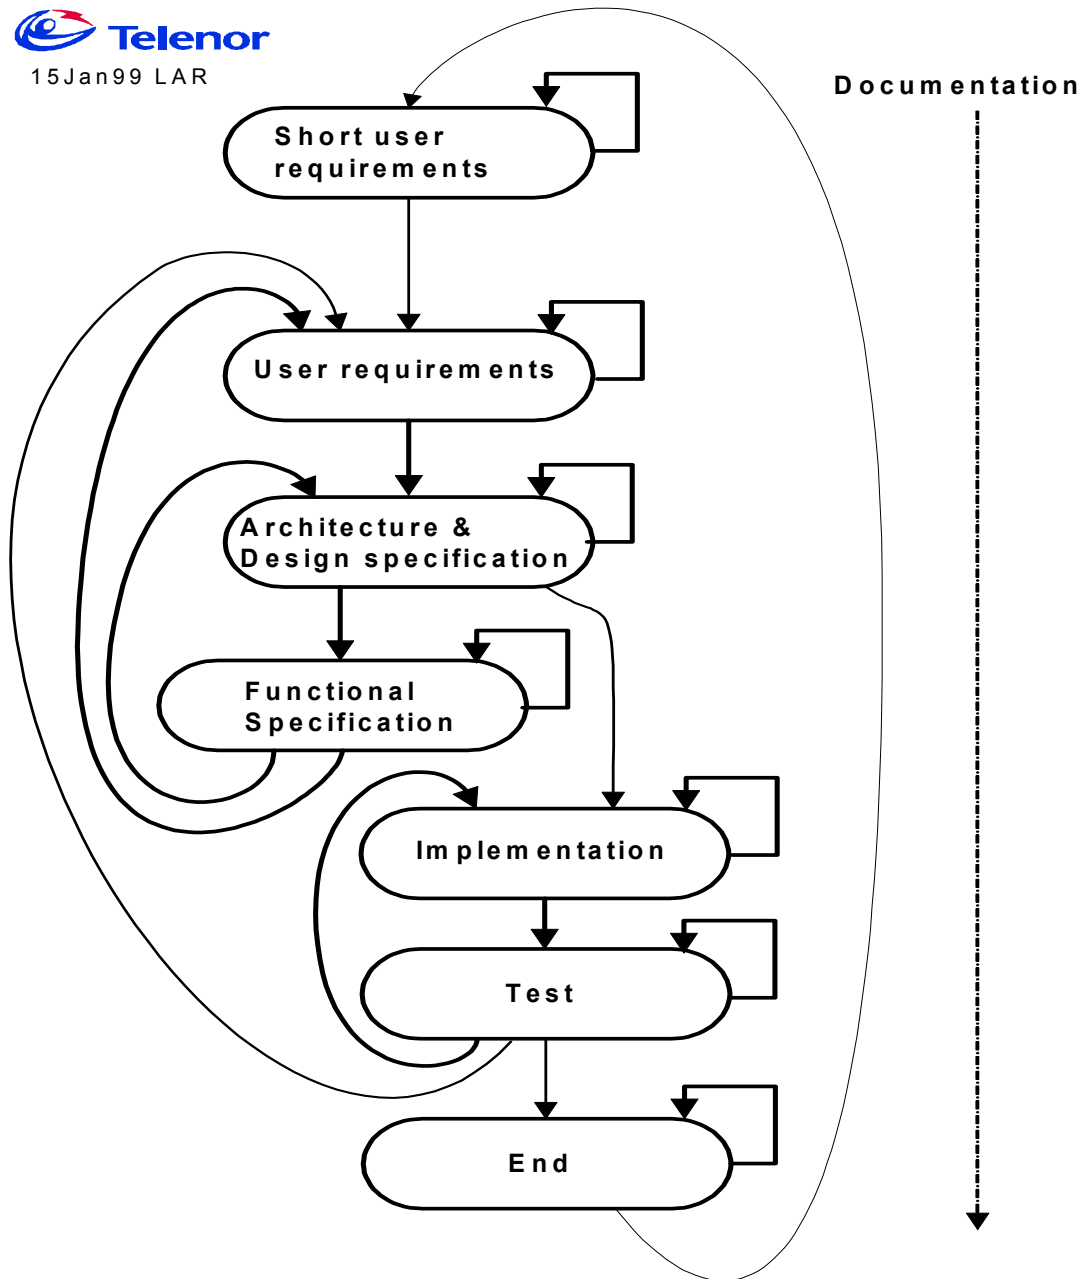 Telenor
15Jan99 LAR
Documentation
Short user
requirements
User requirements
Architecture &
Design specification
Functional
Specification
Implementation
Test
End